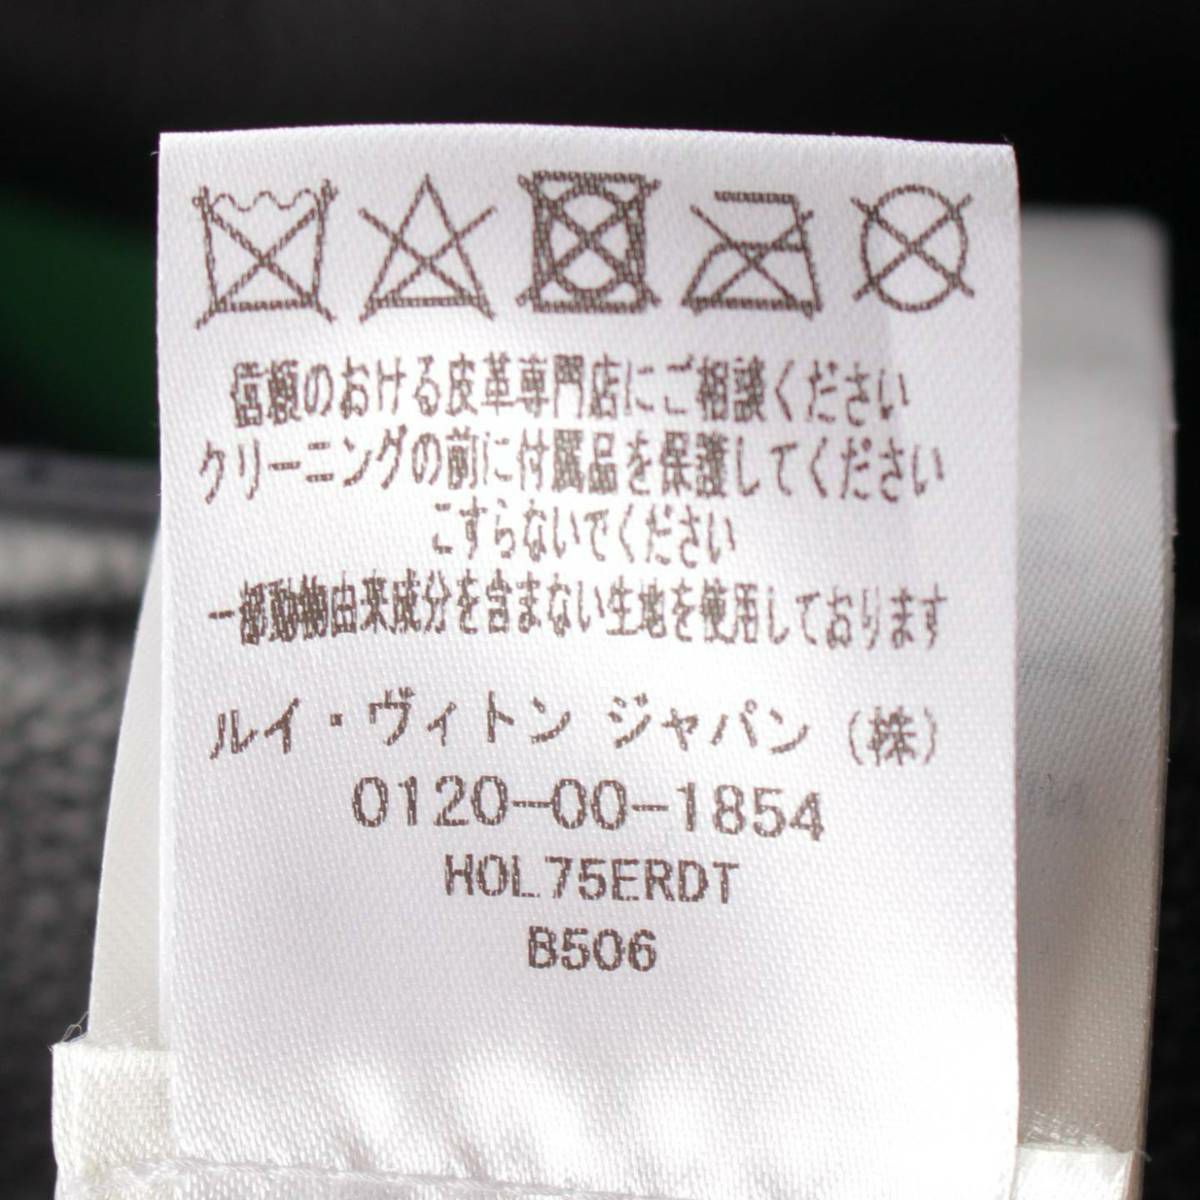 信頼のおける皮革専門店にご相談ください
クリーニングの前に付属品を保護してください
こすらないでください
一部動物由来成分を含まない生地を使用しております
ルイ・ヴィトン ジャパン (株)
0120-00-1854
HOL75ERDT
B506